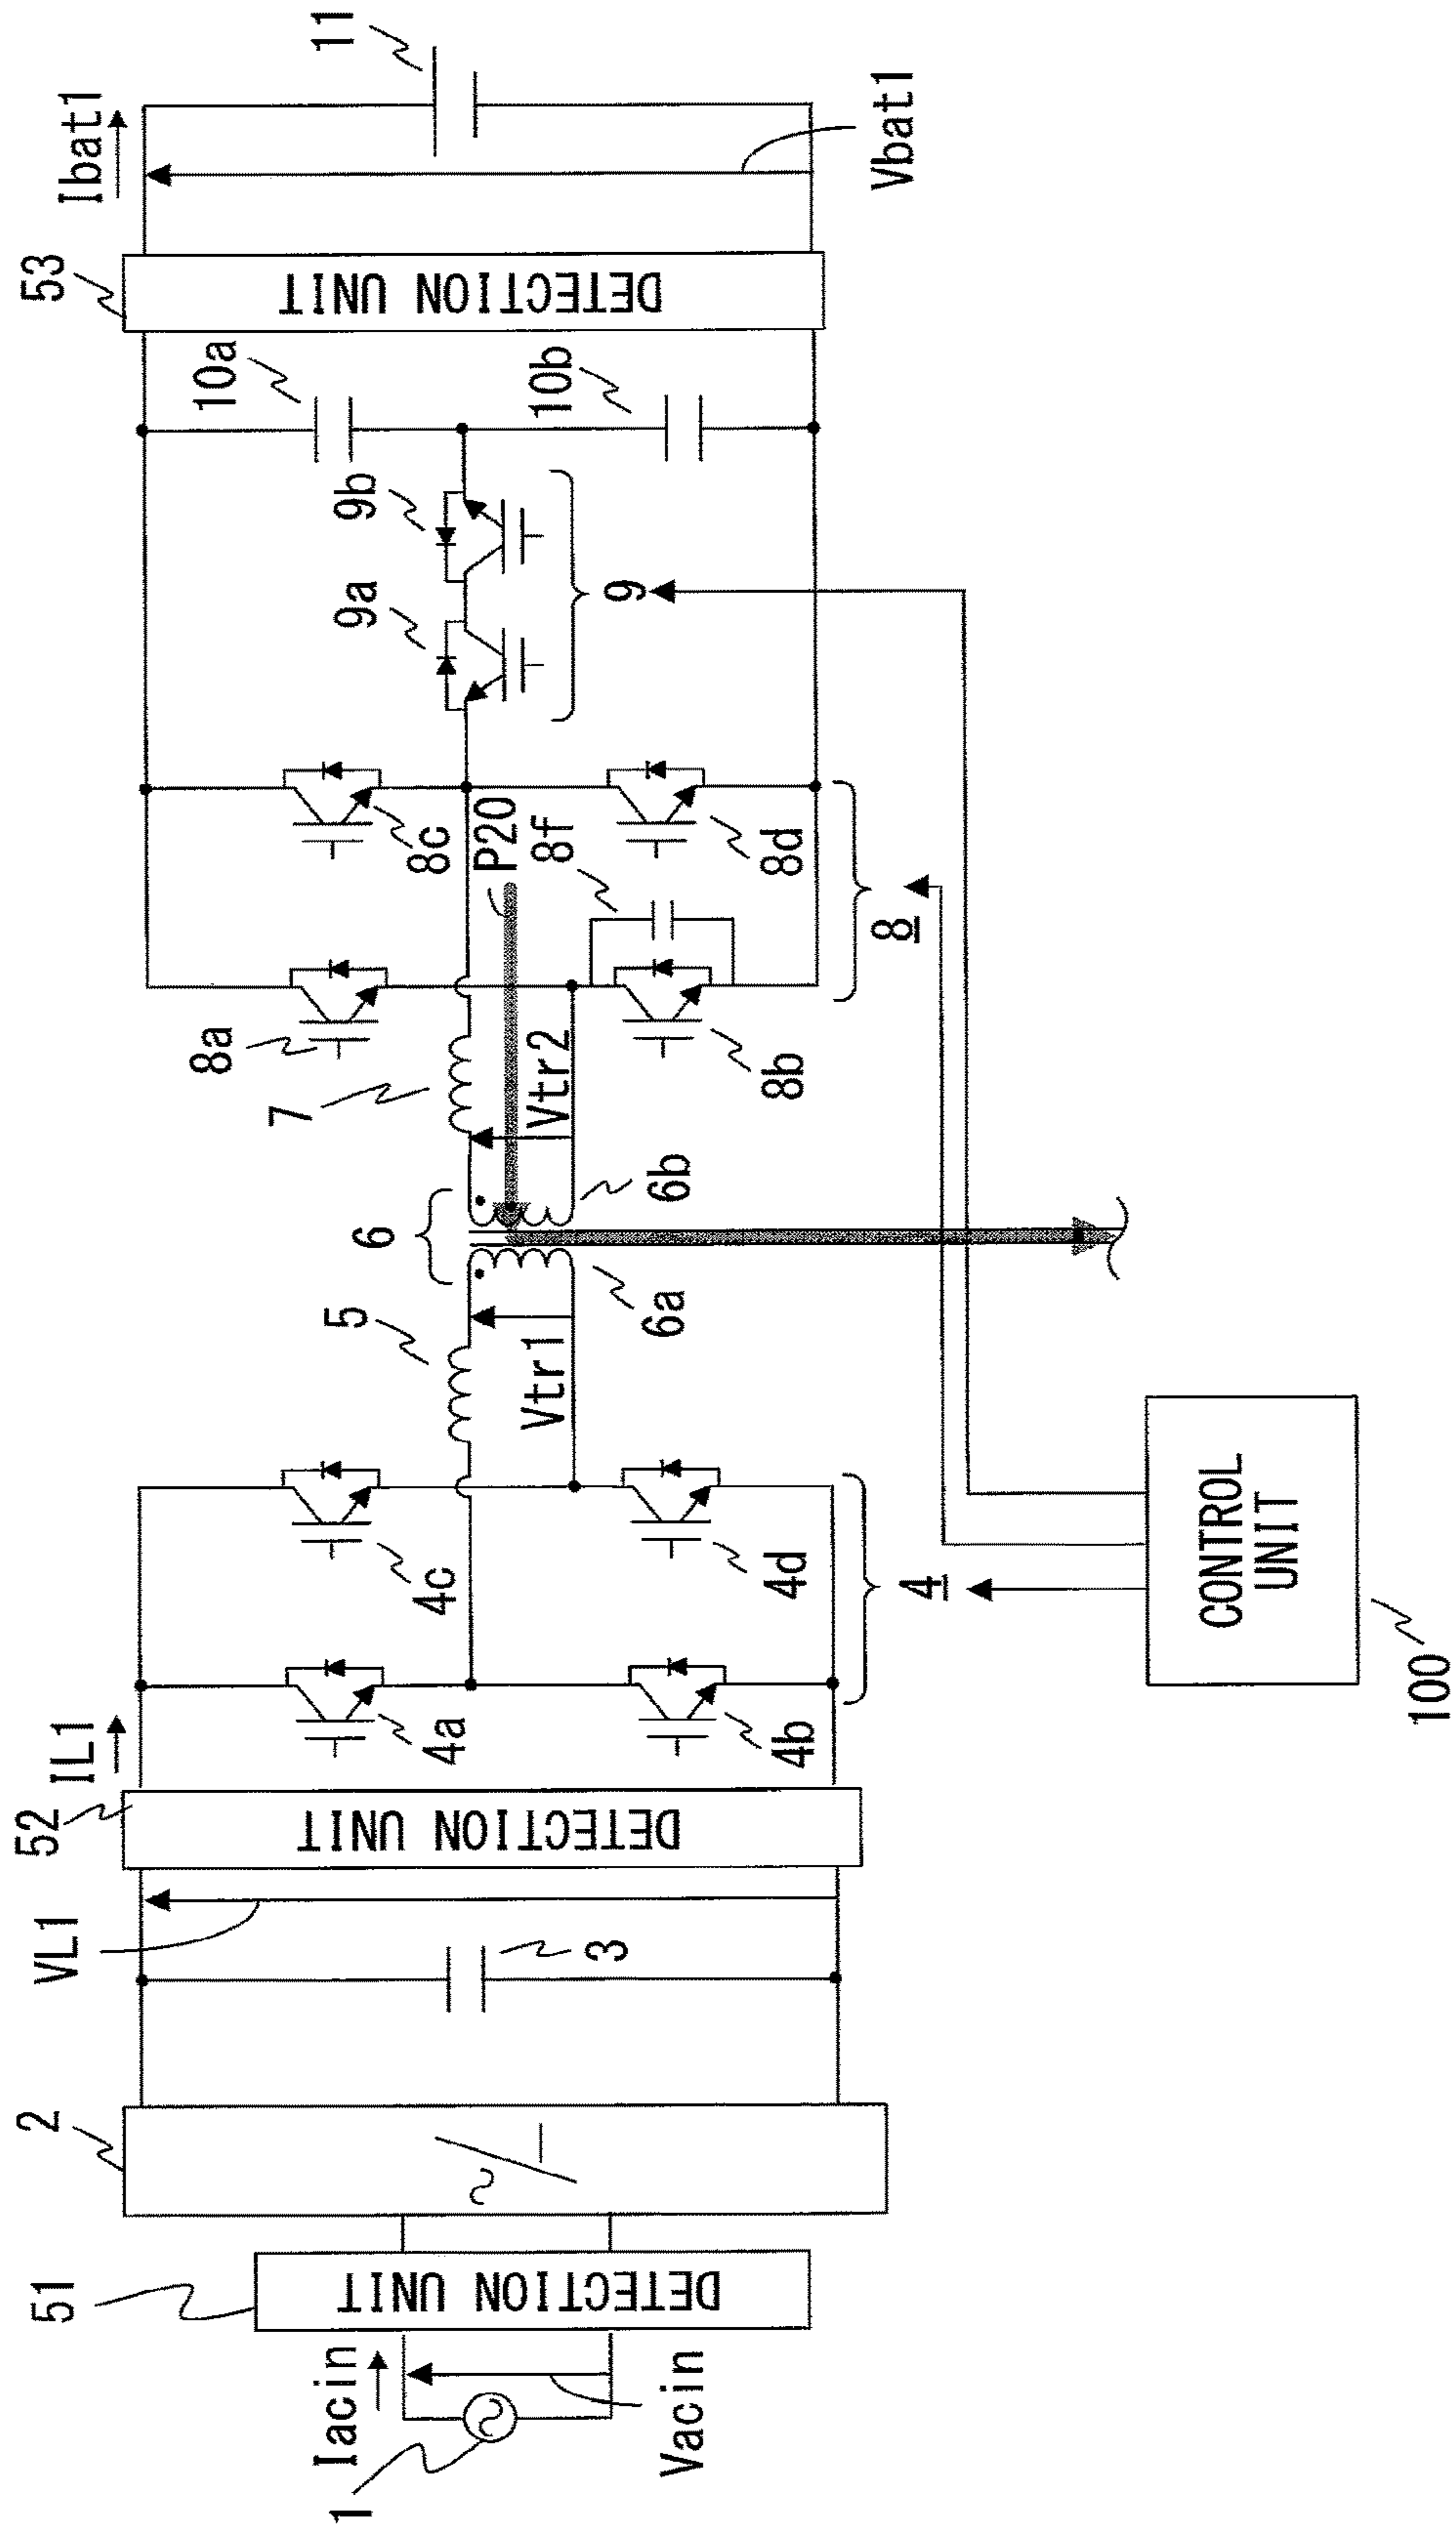 1
Iacin
Vacin
51
DETECTION UNIT
2
3
VL1
52
DETECTION UNIT
IL1
4a
4b
4c
4d
4
5
Vtr1
6
6a
6b
Vtr2
7
P20
8a
8b
8c
8d
8f
8
9a
9b
9
10a
10b
53
DETECTION UNIT
Ibat1
11
Vbat1
CONTROL
UNIT
100